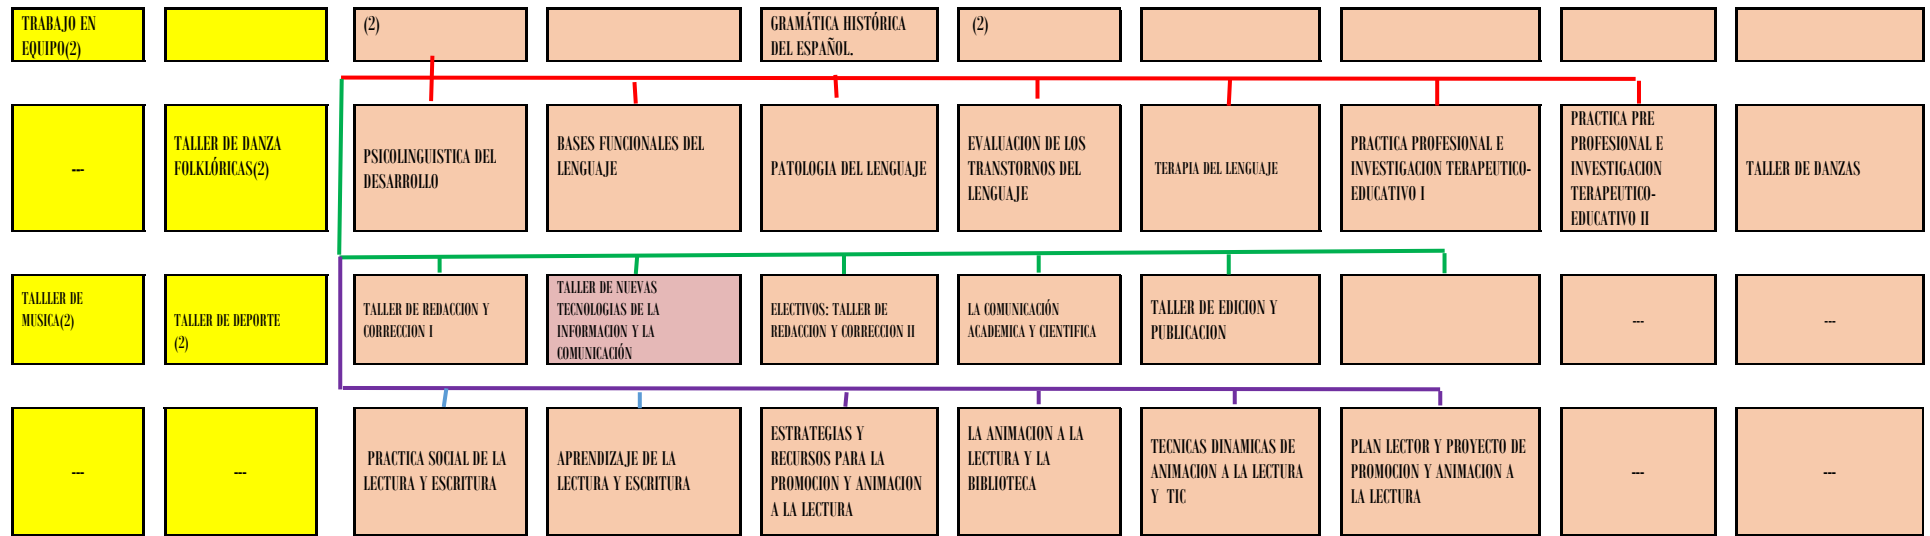 TRABAJO EN
EQUIPO(2)
(2)
GRAMÁTICA HISTÓRICA
DEL ESPAÑOL.
(2)
---
TALLER DE DANZA
FOLKLÓRICAS(2)
PSICOLINGUISTICA DEL
DESARROLLO
BASES FUNCIONALES DEL
LENGUAJE
PATOLOGIA DEL LENGUAJE
EVALUACION DE LOS
TRANSTORNOS DEL
LENGUAJE
TERAPIA DEL LENGUAJE
PRACTICA PROFESIONAL E
INVESTIGACION TERAPEUTICO-
EDUCATIVO I
PRACTICA PRE
PROFESIONAL E
INVESTIGACION
TERAPEUTICO-
EDUCATIVO II
TALLER DE DANZAS
TALLLER DE
MUSICA(2)
TALLER DE DEPORTE
(2)
TALLER DE REDACCION Y
CORRECCION I
TALLER DE NUEVAS
TECNOLOGIAS DE LA
INFORMACION Y LA
COMUNICACIÓN
ELECTIVOS: TALLER DE
REDACCION Y CORRECCION II
LA COMUNICACIÓN
ACADEMICA Y CIENTIFICA
TALLER DE EDICION Y
PUBLICACION
---
---
---
---
PRACTICA SOCIAL DE LA
LECTURA Y ESCRITURA
APRENDIZAJE DE LA
LECTURA Y ESCRITURA
ESTRATEGIAS Y
RECURSOS PARA LA
PROMOCION Y ANIMACION
A LA LECTURA
LA ANIMACION A LA
LECTURA Y LA
BIBLIOTECA
TECNICAS DINAMICAS DE
ANIMACION A LA LECTURA
Y TIC
PLAN LECTOR Y PROYECTO DE
PROMOCION Y ANIMACION A
LA LECTURA
---
---